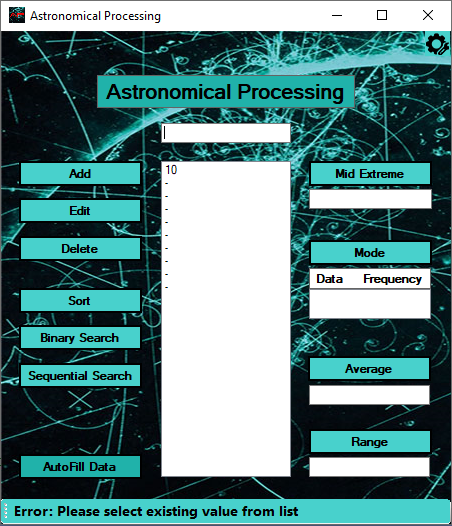 Astronomical Processing
Astronomical Processing
Add
Edit
Delete
Sort
Binary Search
Sequential Search
AutoFill Data
10
-
-
-
-
-
-
-
-
-
Mid Extreme
Mode
Data Frequency
Average
Range
Error: Please select existing value from list